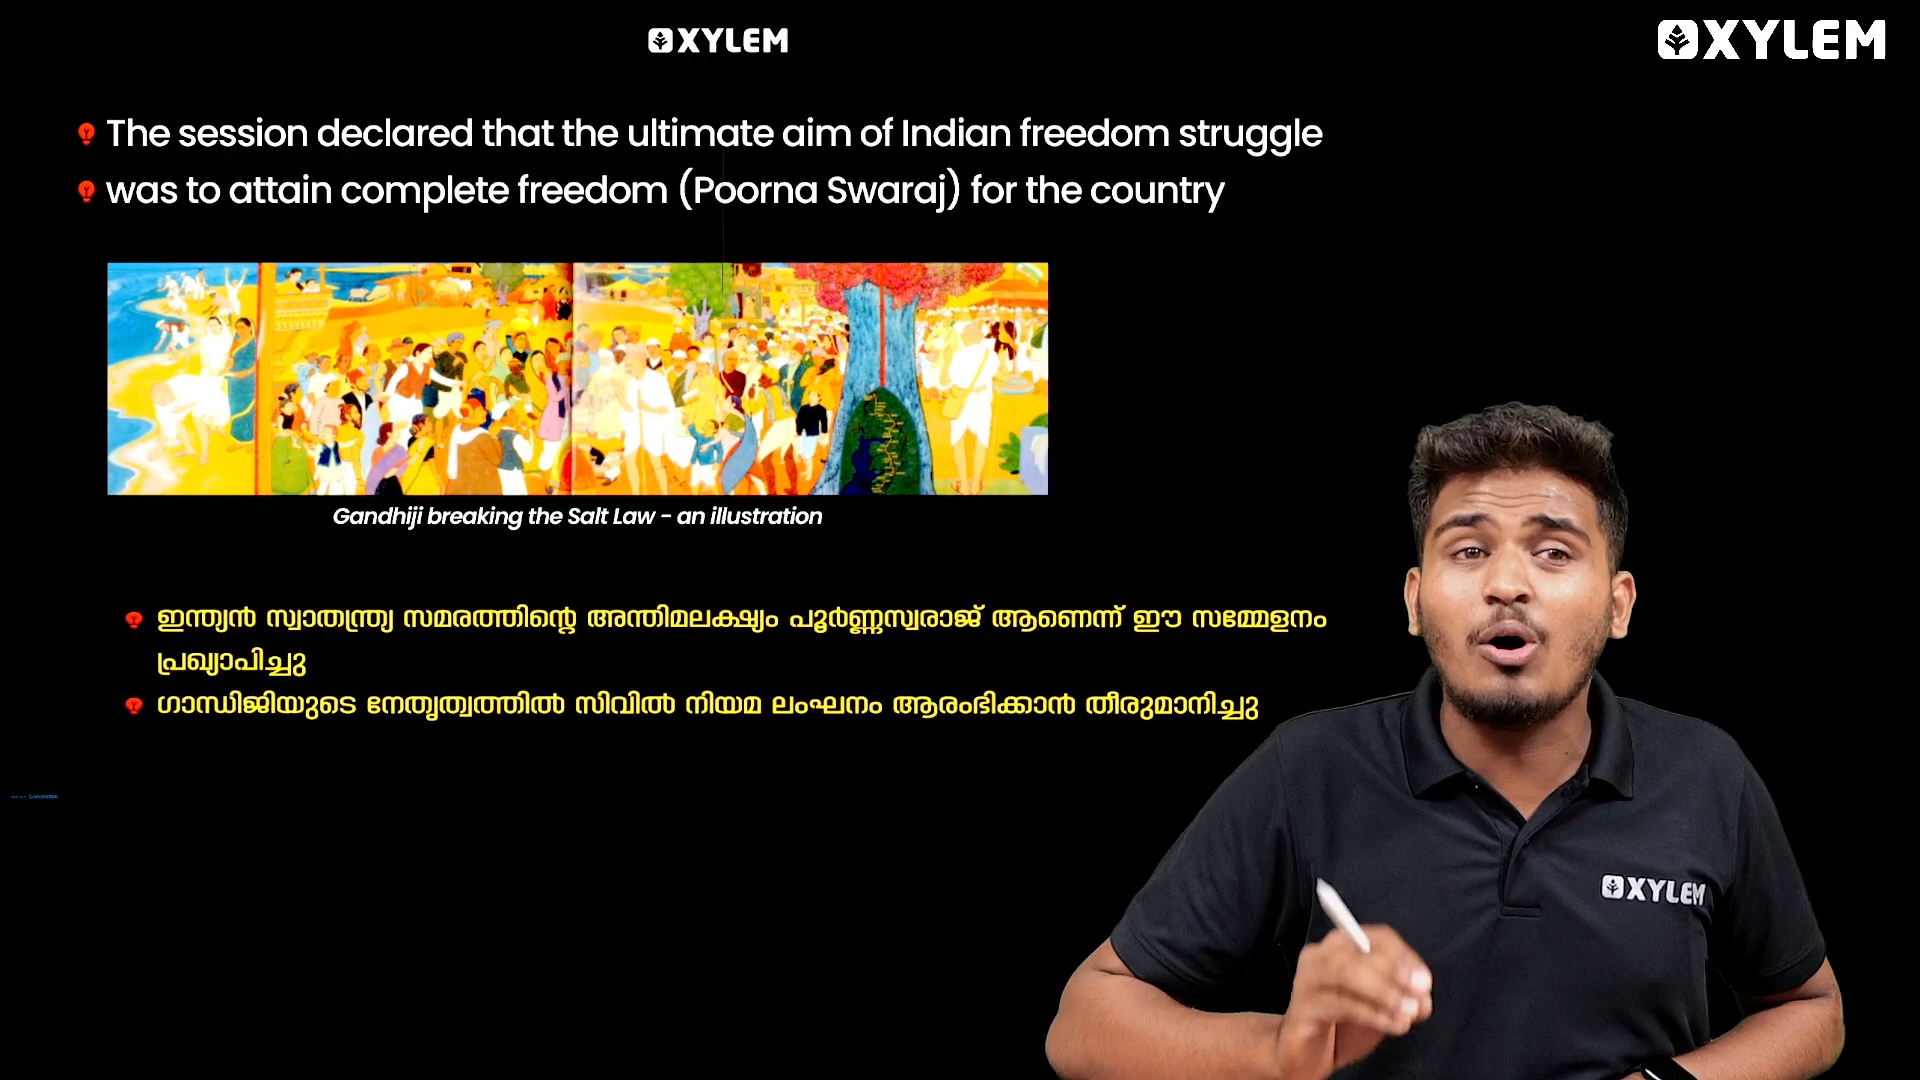 XYLEM
XYLEM
The session declared that the ultimate aim of Indian freedom struggle
was to attain complete freedom (Poorna Swaraj) for the country
Gandhiji breaking the Salt Law - an illustration
ഇന്ത്യൻ സ്വാതന്ത്ര്യ സമരത്തിന്റെ അന്തിമലക്ഷ്യം പൂർണ്ണസ്വരാജ് ആണെന്ന് ഈ സമ്മേളനം
പ്രഖ്യാപിച്ചു
ഗാന്ധിജിയുടെ നേതൃത്വത്തിൽ സിവിൽ നിയമ ലംഘനം ആരംഭിക്കാൻ തീരുമാനിച്ചു
XYLEM